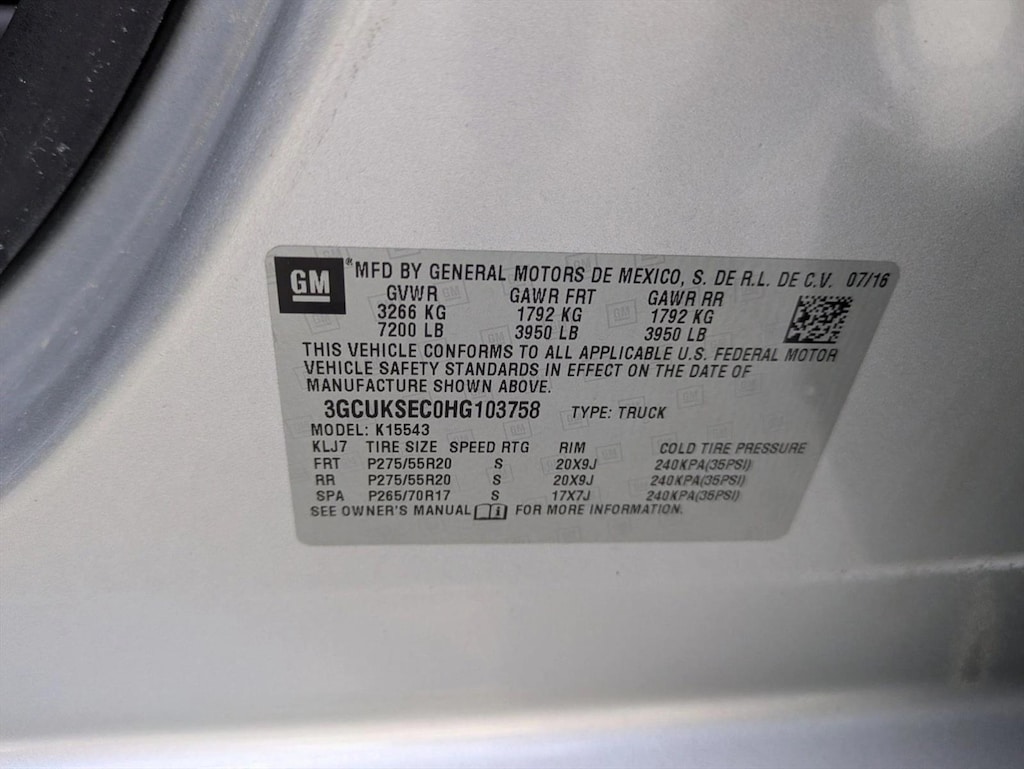 GM ® MFD BY GENERAL MOTORS DE MEXICO, S. DE R.L. DE C.V. 07/16
GVWR GAWR FRT GAWR RR
3266 KG 1792 KG 1792 KG
7200 LB 3950 LB 3950 LB
THIS VEHICLE CONFORMS TO ALL APPLICABLE U.S. FEDERAL MOTOR
VEHICLE SAFETY STANDARDS IN EFFECT ON THE DATE OF
MANUFACTURE SHOWN ABOVE.
3GCUKSEC0HG103758 TYPE: TRUCK
MODEL: K15543
KLJ7 TIRE SIZE SPEED RTG RIM COLD TIRE PRESSURE
FRT P275/55R20 S 20X9J 240KPA(35PSI)
RR P275/55R20 S 20X9J 240KPA(35PSI)
SPA P265/70R17 S 17X7J 240KPA(35PSI)
SEE OWNER'S MANUAL FOR MORE INFORMATION.